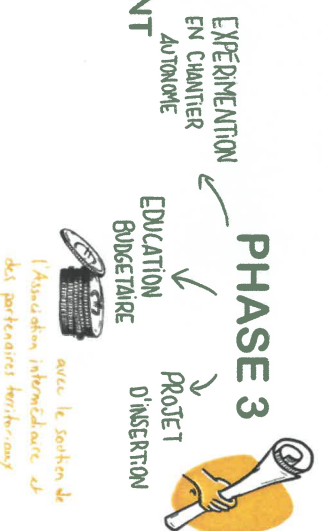 PHASE 3
EXPÉRIMENTION
EN CHANTIER
AUTONOME
NT
EDUCATION
BUDGETAIRE
PROJET
D'INSERTION
avec le soutien de
l'Association intermédiaire et
des partenaires territoriaux